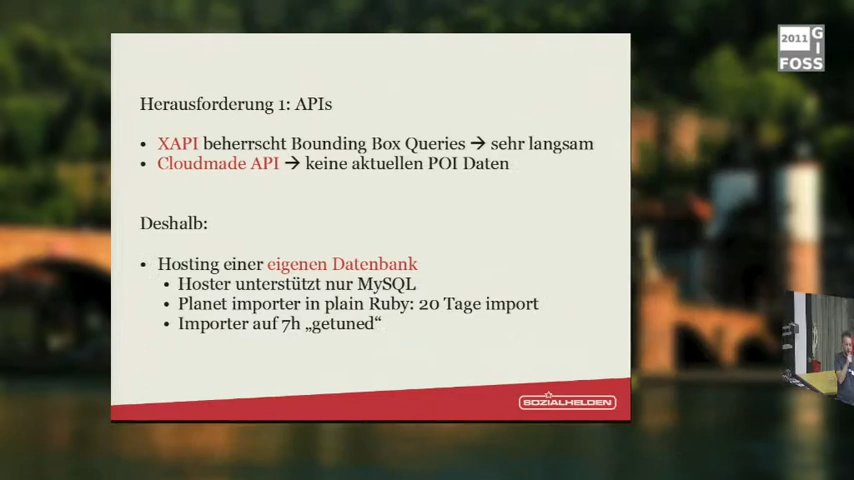 2011
G
I
FOSS
Herausforderung 1: APIs
• XAPI beherrscht Bounding Box Queries → sehr langsam
• Cloudmade API → keine aktuellen POI Daten
Deshalb:
• Hosting einer eigenen Datenbank
• Hoster unterstützt nur MySQL
• Planet importer in plain Ruby: 20 Tage import
• Importer auf 7h „getuned“
SOZIALHELDEN